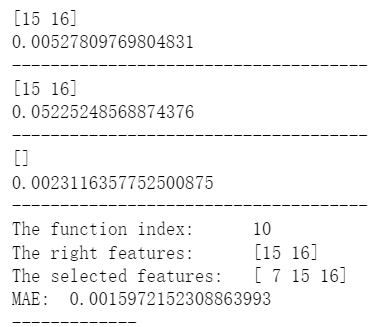 [15 16]
0.00527809769804831
------------------------------------
[15 16]
0.05225248568874376
------------------------------------
[]
0.0023116357752500875
------------------------------------
The function index:      10
The right features:      [15 16]
The selected features:   [ 7 15 16]
MAE:  0.0015972152308863993
-------------